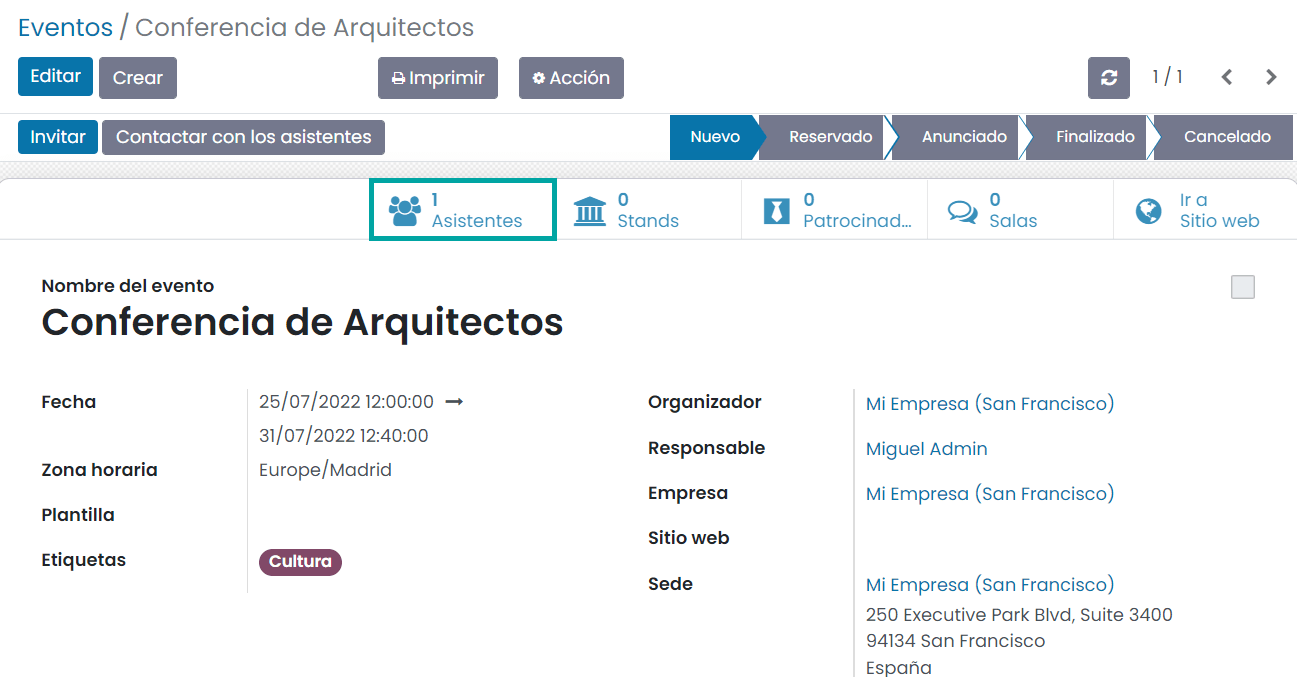 Eventos / Conferencia de Arquitectos
Editar Crear Imprimir Acción 1 / 1
Invitar Contactar con los asistentes Nuevo Reservado Anunciado Finalizado Cancelado
1 Asistentes
0 Stands
0 Patrocinad...
0 Salas
Ir a Sitio web
Nombre del evento
Conferencia de Arquitectos
Fecha 25/07/2022 12:00:00 →
31/07/2022 12:40:00
Zona horaria Europe/Madrid
Plantilla
Etiquetas Cultura
Organizador Mi Empresa (San Francisco)
Responsable Miguel Admin
Empresa Mi Empresa (San Francisco)
Sitio web
Sede Mi Empresa (San Francisco)
250 Executive Park Blvd, Suite 3400
94134 San Francisco
España